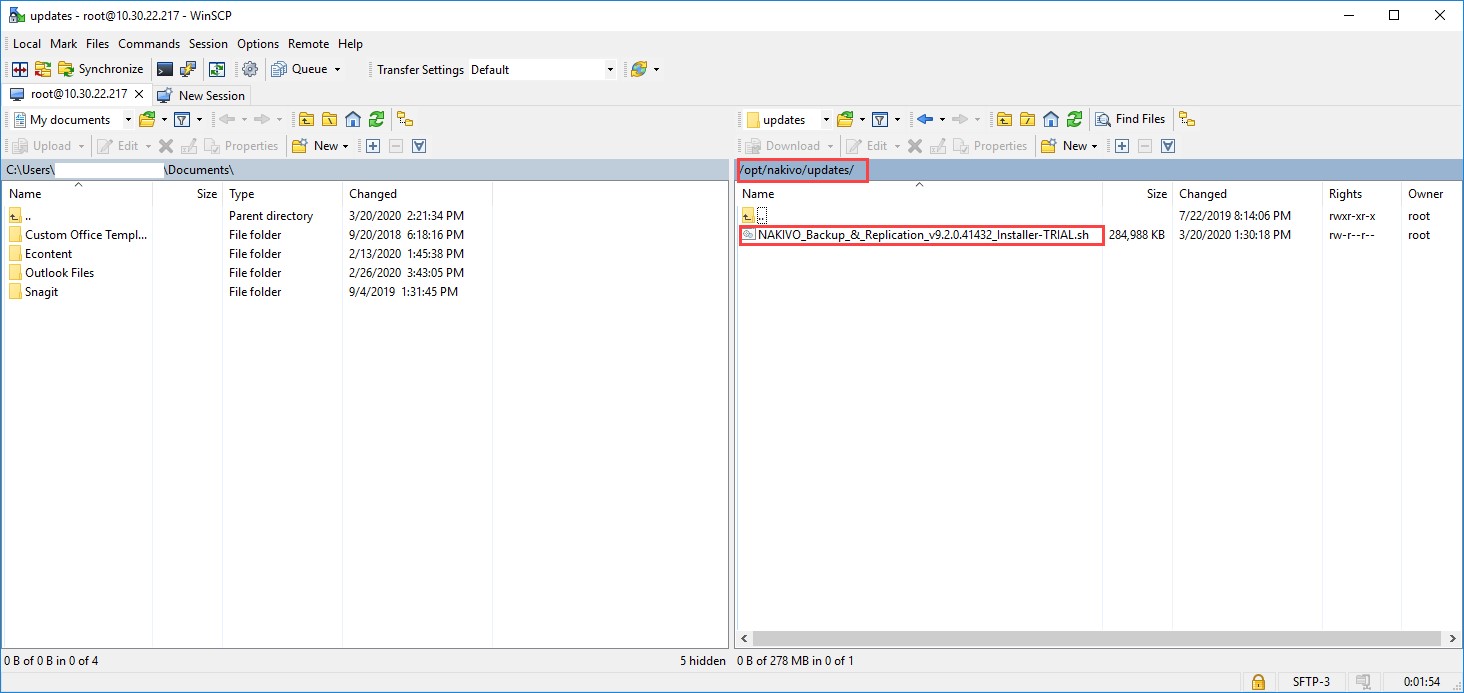 updates - root@10.30.22.217 - WinSCP
Local Mark Files Commands Session Options Remote Help
Synchronize Queue Transfer Settings Default
root@10.30.22.217 New Session
My documents
Upload Edit Properties New
C:\Users\ \Documents\
Name Size Type Changed
.. Parent directory 3/20/2020 2:21:34 PM
Custom Office Templ... File folder 9/20/2018 6:18:16 PM
Econtent File folder 2/13/2020 1:45:38 PM
Outlook Files File folder 2/26/2020 3:43:05 PM
Snagit File folder 9/4/2019 1:31:45 PM
0 B of 0 B in 0 of 4 5 hidden
updates Find Files
Download Edit Properties New
/opt/nakivo/updates/
Name Size Changed Rights Owner
.. 7/22/2019 8:14:06 PM rwxr-xr-x root
NAKIVO_Backup_&_Replication_v9.2.0.41432_Installer-TRIAL.sh 284,988 KB 3/20/2020 1:30:18 PM rw-r--r-- root
0 B of 278 MB in 0 of 1
SFTP-3 0:01:54